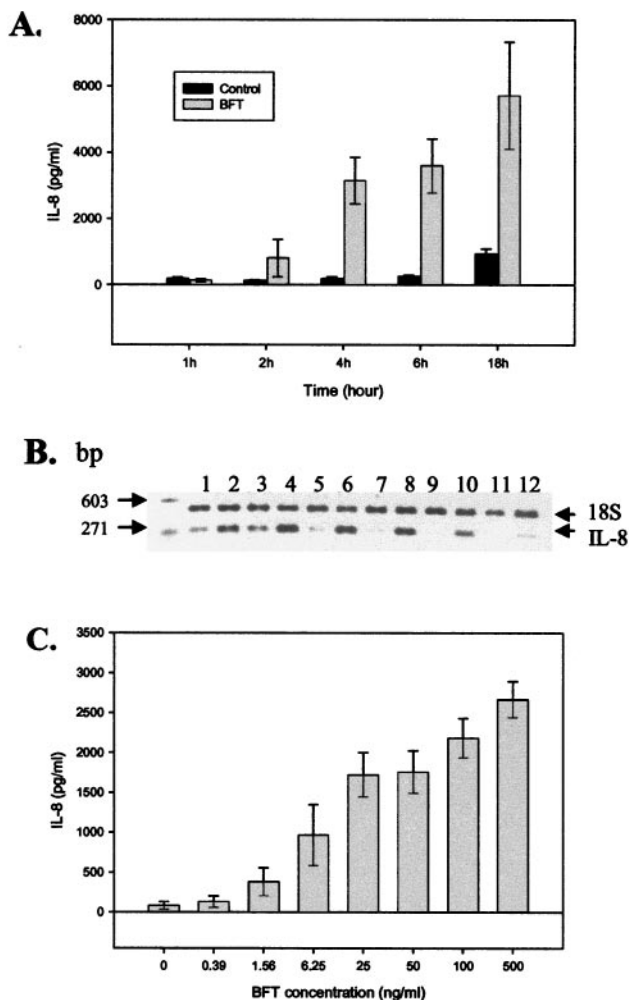 A.
8000
6000
4000
2000
0
IL-8 (pg/ml)
Control
BFT
1h 2h 4h 6h 18h
Time (hour)
B. bp
1 2 3 4 5 6 7 8 9 10 11 12
603
271
18S
IL-8
C.
3500
3000
2500
2000
1500
1000
500
0
IL-8 (pg/ml)
0 0.39 1.56 6.25 25 50 100 500
BFT concentration (ng/ml)